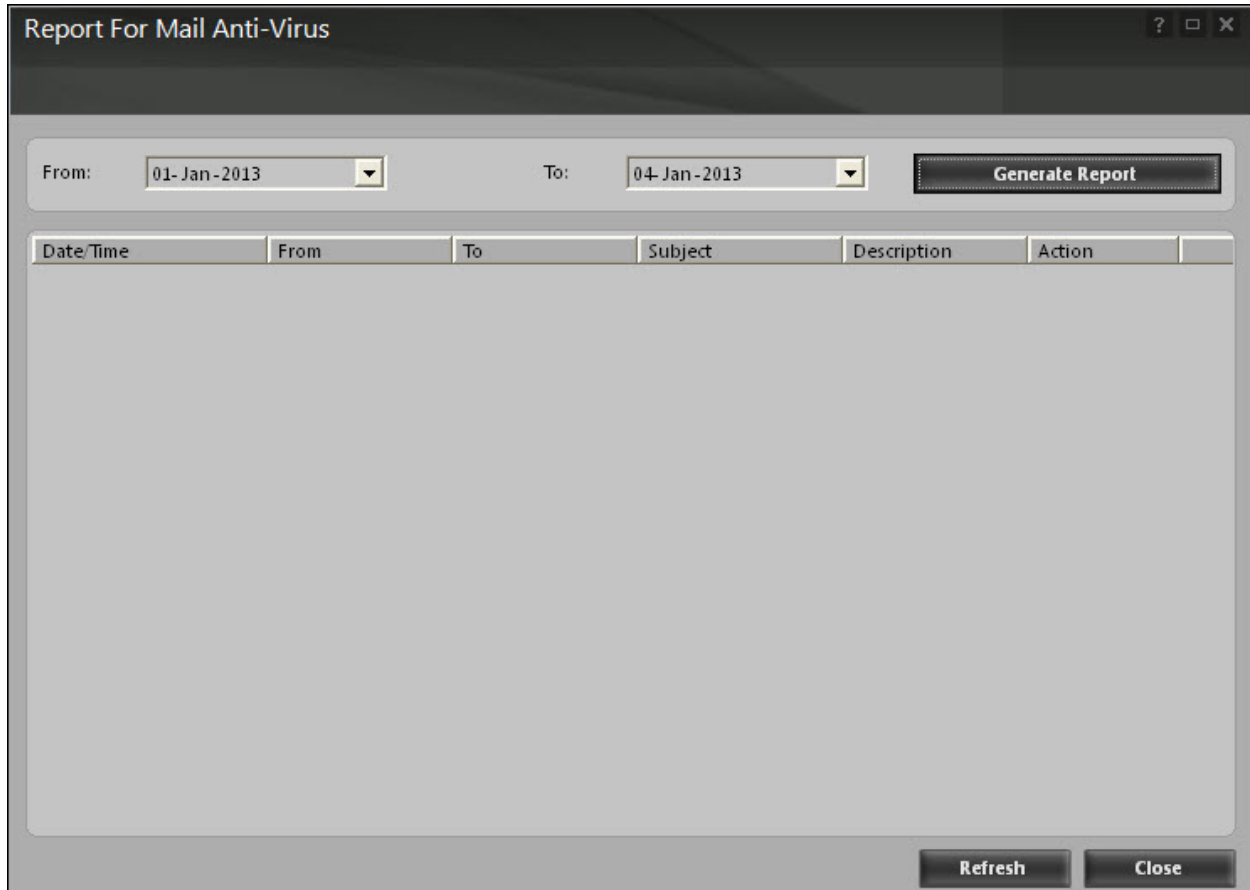 Report For Mail Anti-Virus ?
From: 01-Jan-2013 To: 04-Jan-2013 Generate Report
Date/Time From To Subject Description Action
Refresh Close